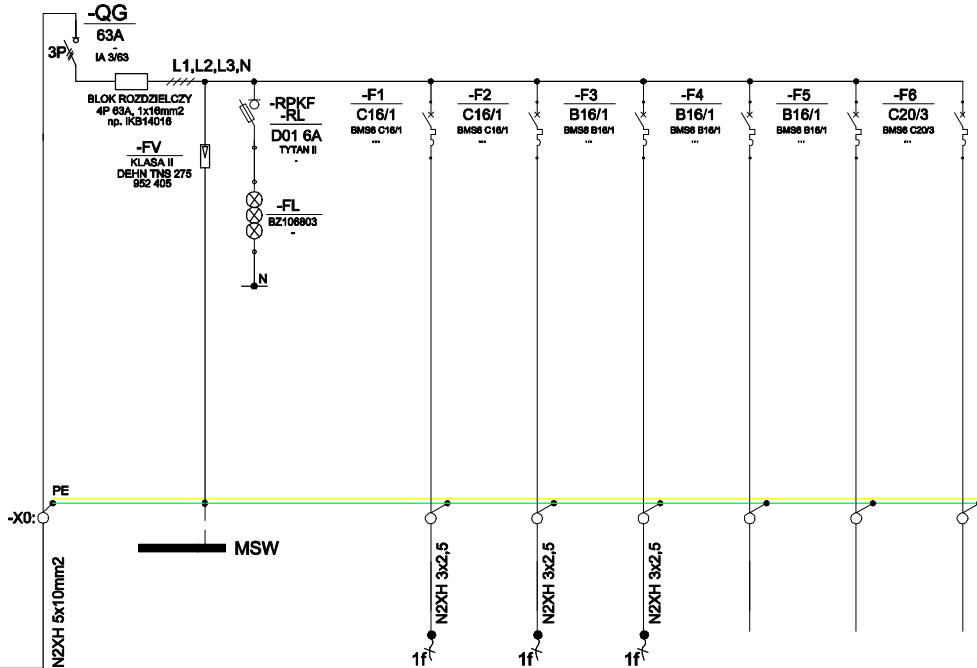 -QG
63A
-
IA 3/63
3P
L1,L2,L3,N
BLOK ROZDZIELCZY
4P 63A, 1x16mm2
np. IKB14016
-FV
KLASA II
DEHN TNS 275
952 405
-RPKF
-RL
D01 6A
TYTAN II
-
-FL
BZ106803
-
N
-F1
C16/1
BMS6 C16/1
-F2
C16/1
BMS6 C16/1
-F3
B16/1
BMS6 B16/1
-F4
B16/1
BMS6 B16/1
-F5
B16/1
BMS6 B16/1
-F6
C20/3
BMS6 C20/3
PE
-X0:
MSW
N2XH 5x10mm2
N2XH 3x2,5
N2XH 3x2,5
N2XH 3x2,5
1f
1f
1f